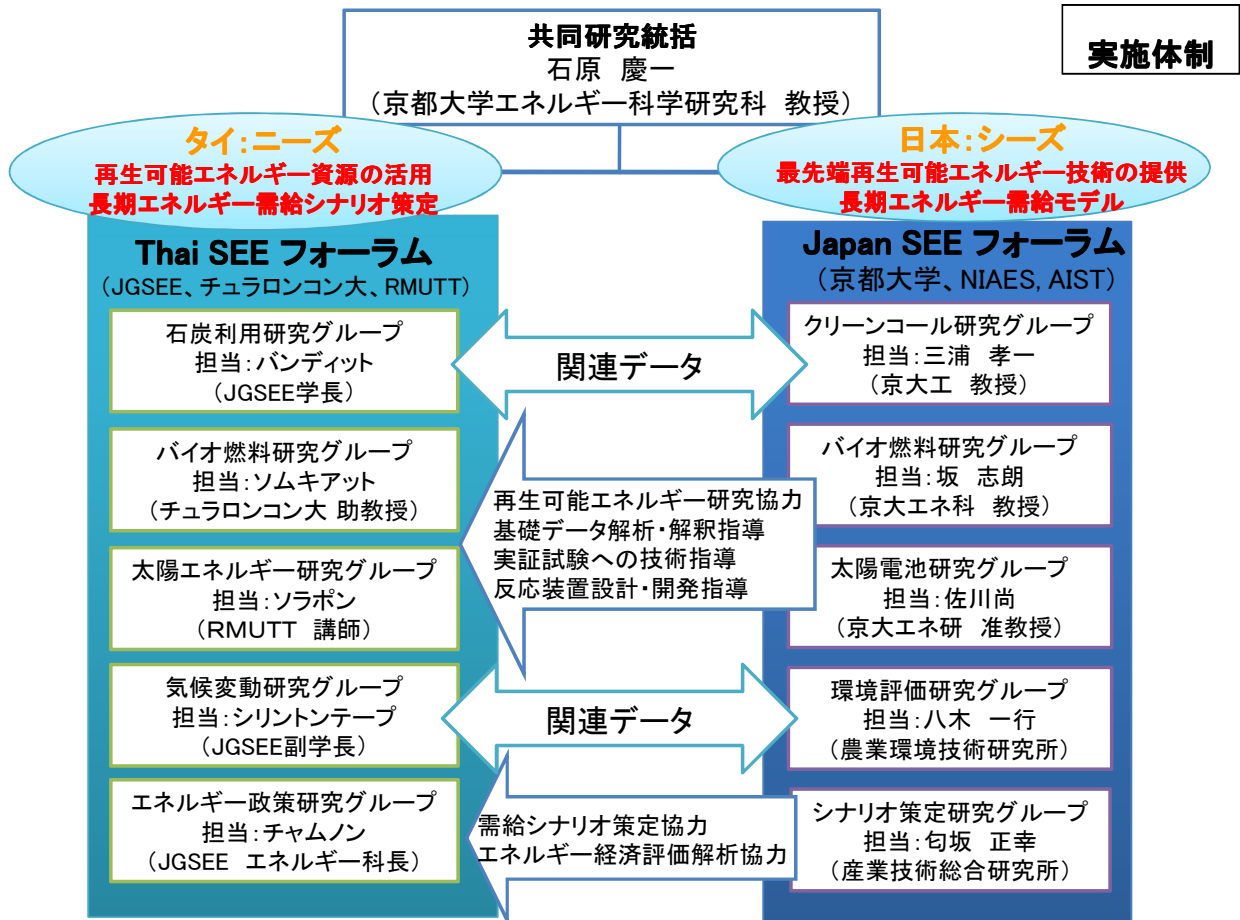 実施体制
共同研究統括
石原 慶一
(京都大学エネルギー科学研究科 教授)
タイ:ニーズ
再生可能エネルギー資源の活用
長期エネルギー需給シナリオ策定
日本:シーズ
最先端再生可能エネルギー技術の提供
長期エネルギー需給モデル
Thai SEE フォーラム
(JGSEE、チュラロンコン大、RMUTT)
石炭利用研究グループ
担当:バンディット
(JGSEE学長)
バイオ燃料研究グループ
担当:ソムキアット
(チュラロンコン大 助教授)
太陽エネルギー研究グループ
担当:ソラポン
(RMUTT 講師)
気候変動研究グループ
担当:シリントンテープ
(JGSEE副学長)
エネルギー政策研究グループ
担当:チャムノン
(JGSEE エネルギー科長)
関連データ
再生可能エネルギー研究協力
基礎データ解析・解釈指導
実証試験への技術指導
反応装置設計・開発指導
関連データ
需給シナリオ策定協力
エネルギー経済評価解析協力
Japan SEE フォーラム
(京都大学、NIAES, AIST)
クリーンコール研究グループ
担当:三浦 孝一
(京大工 教授)
バイオ燃料研究グループ
担当:坂 志朗
(京大エネ科 教授)
太陽電池研究グループ
担当:佐川尚
(京大エネ研 准教授)
環境評価研究グループ
担当:八木 一行
(農業環境技術研究所)
シナリオ策定研究グループ
担当:匂坂 正幸
(産業技術総合研究所)